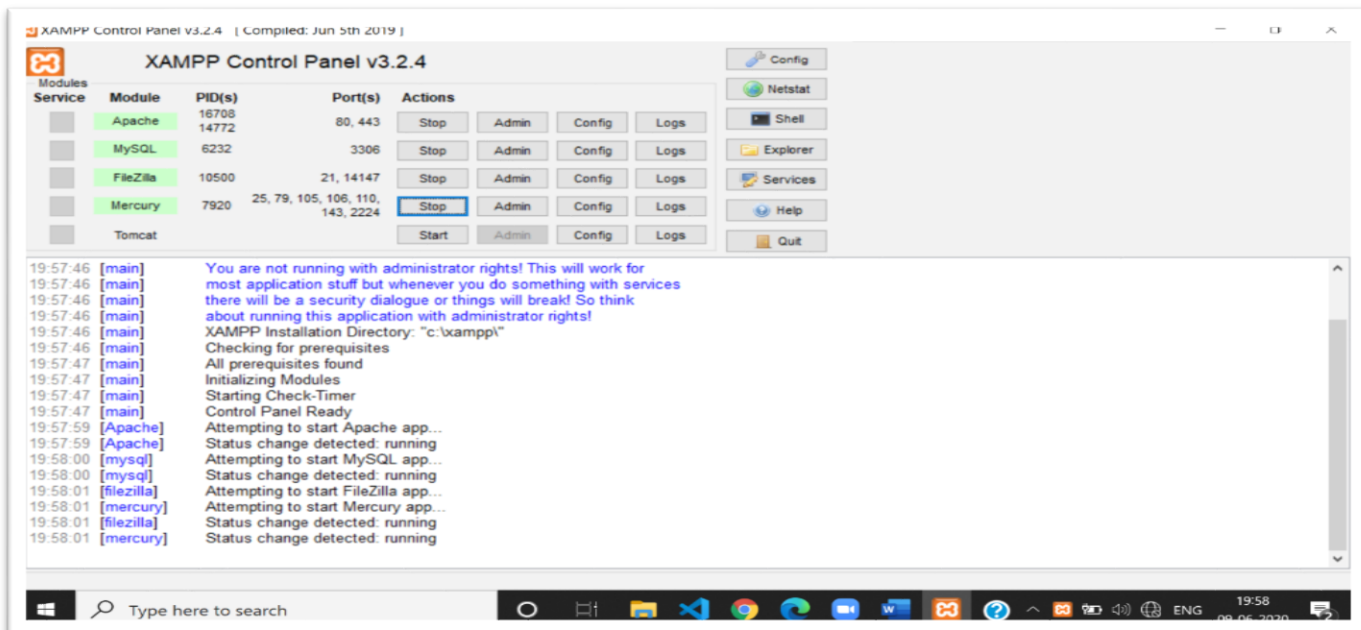 XAMPP Control Panel v3.2.4 [ Compiled: Jun 5th 2019 ]
XAMPP Control Panel v3.2.4
Modules
Service Module PID(s) Port(s) Actions
Apache 16708 14772 80, 443 Stop Admin Config Logs
MySQL 6232 3306 Stop Admin Config Logs
FileZilla 10500 21, 14147 Stop Admin Config Logs
Mercury 7920 25, 79, 105, 106, 110, 143, 2224 Stop Admin Config Logs
Tomcat Start Admin Config Logs
Config
Netstat
Shell
Explorer
Services
Help
Quit
19:57:46 [main] You are not running with administrator rights! This will work for
19:57:46 [main] most application stuff but whenever you do something with services
19:57:46 [main] there will be a security dialogue or things will break! So think
19:57:46 [main] about running this application with administrator rights!
19:57:46 [main] XAMPP Installation Directory: "c:\xampp\"
19:57:46 [main] Checking for prerequisites
19:57:47 [main] All prerequisites found
19:57:47 [main] Initializing Modules
19:57:47 [main] Starting Check-Timer
19:57:47 [main] Control Panel Ready
19:57:59 [Apache] Attempting to start Apache app...
19:57:59 [Apache] Status change detected: running
19:58:00 [mysql] Attempting to start MySQL app...
19:58:00 [mysql] Status change detected: running
19:58:01 [filezilla] Attempting to start FileZilla app...
19:58:01 [mercury] Attempting to start Mercury app...
19:58:01 [filezilla] Status change detected: running
19:58:01 [mercury] Status change detected: running
Type here to search
ENG
19:58
09-06-2020